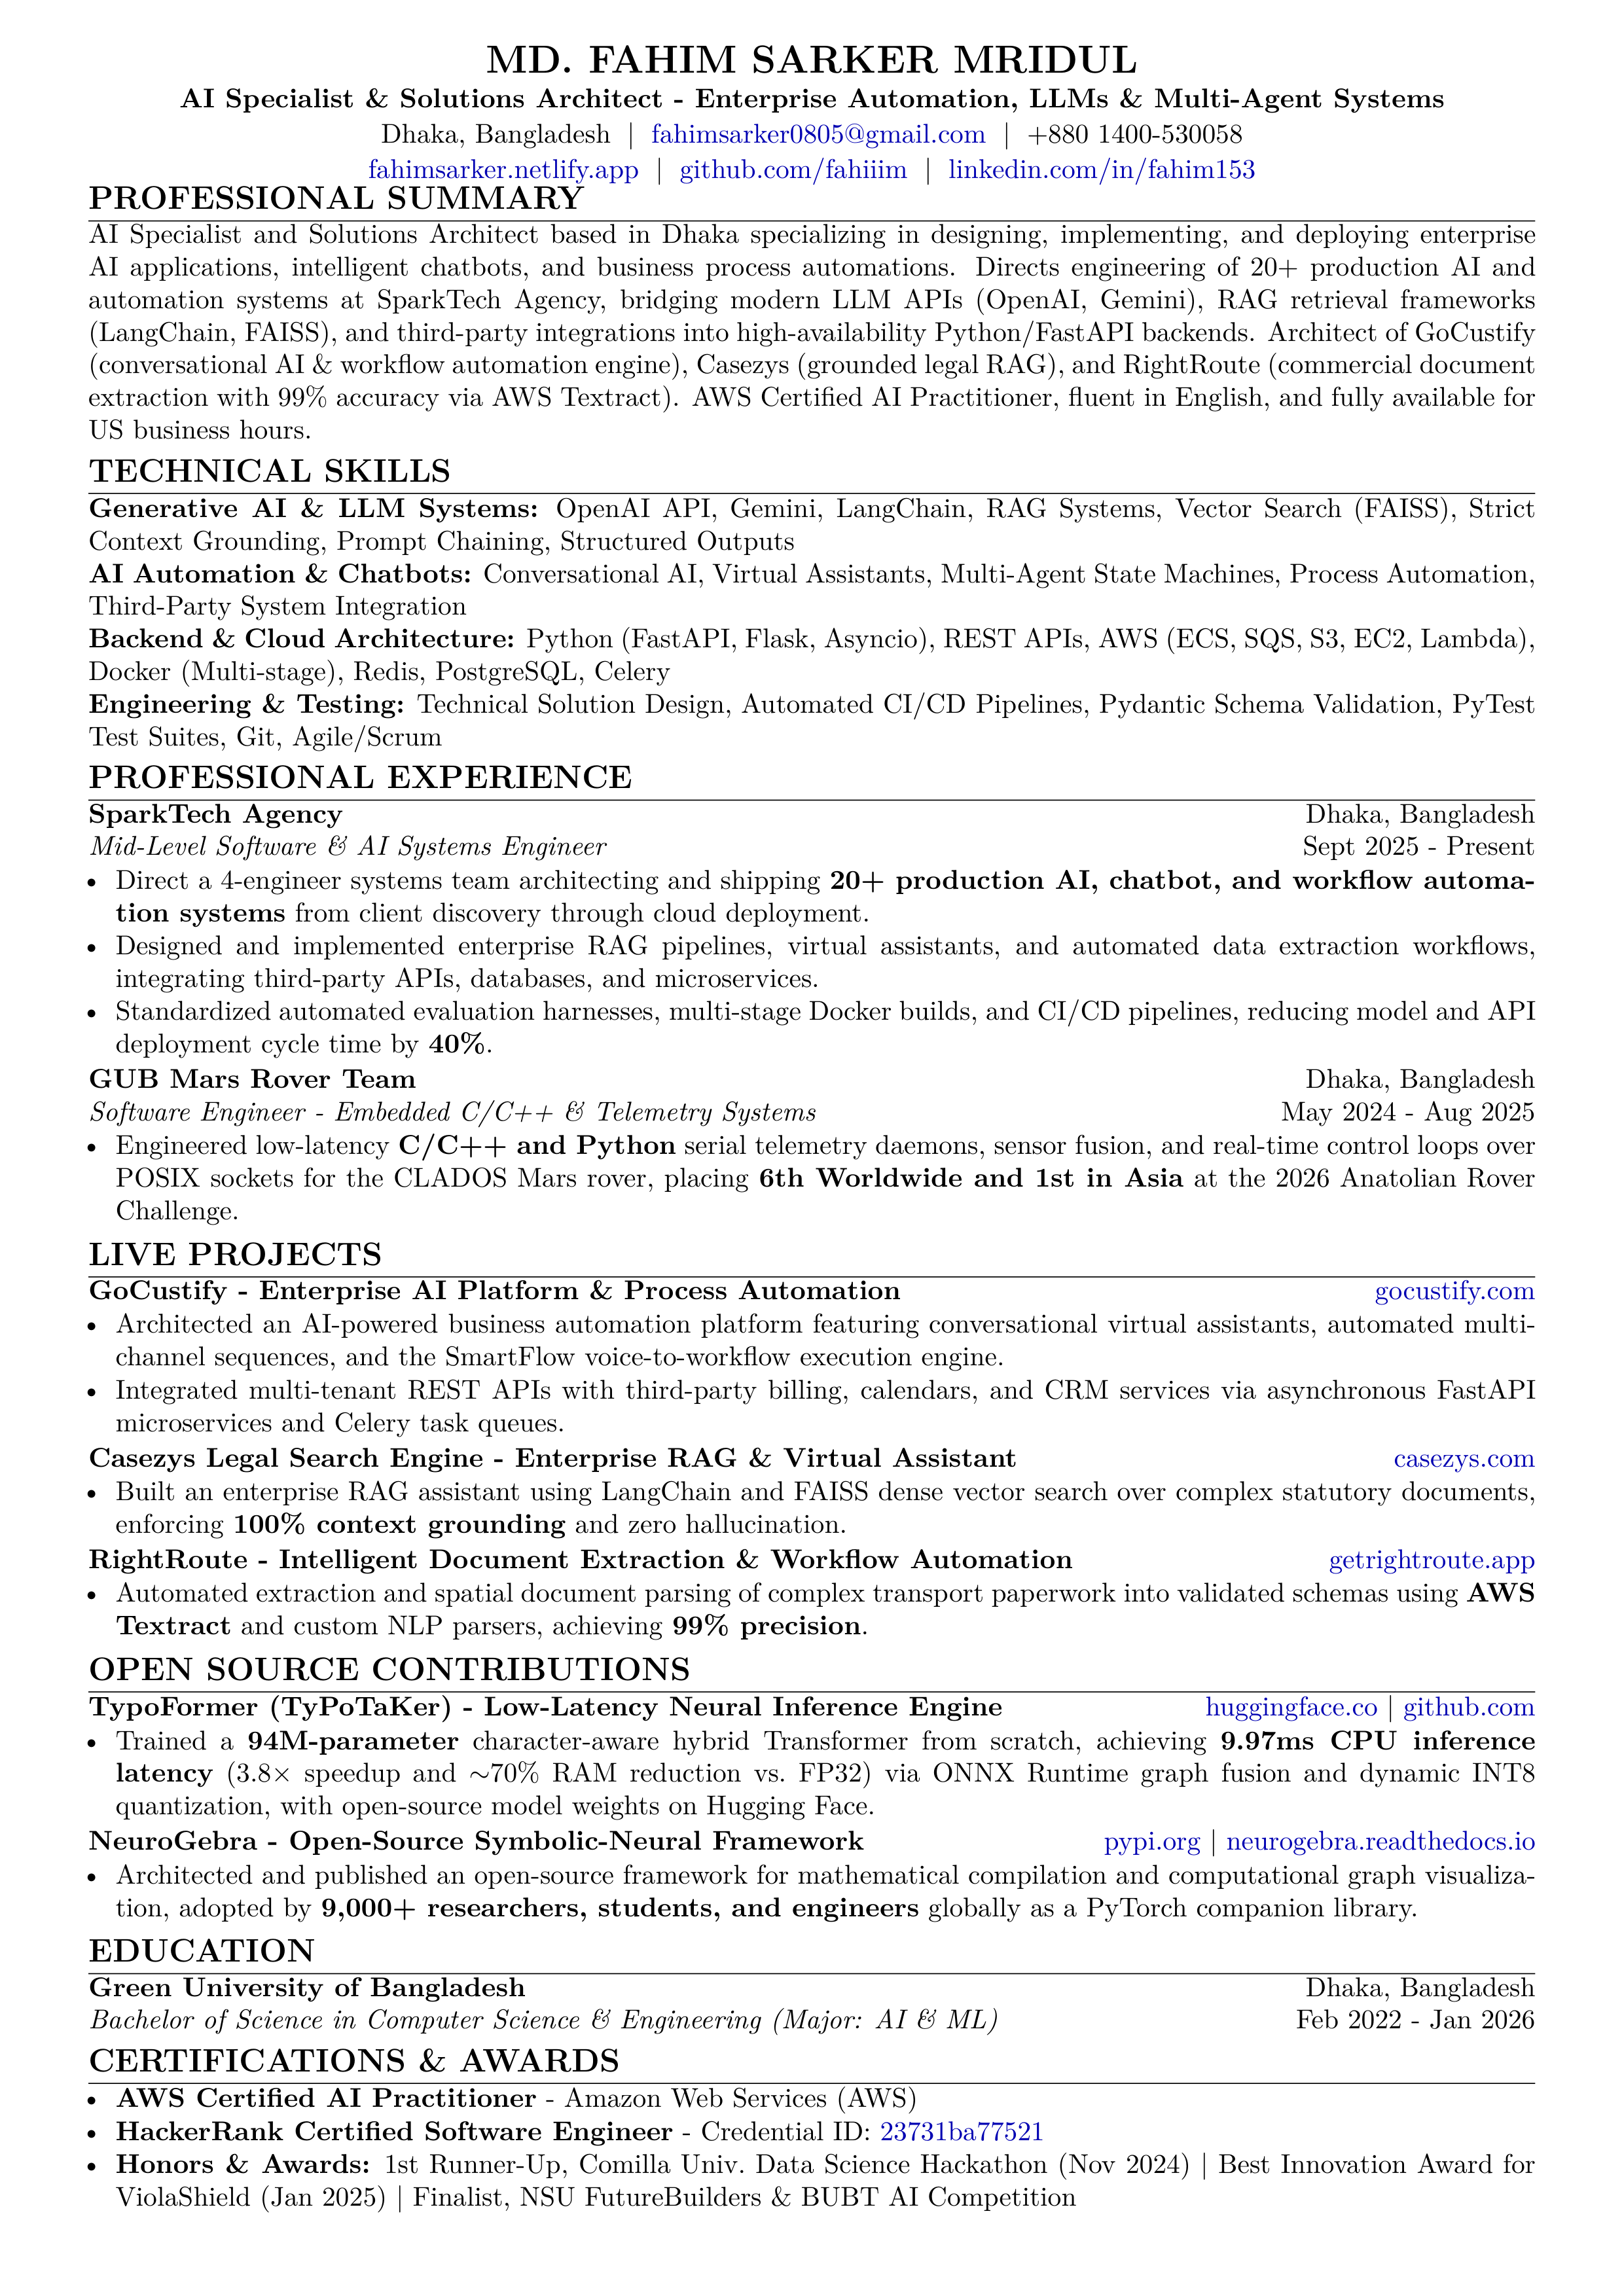 MD. FAHIM SARKER MRIDUL
AI Specialist & Solutions Architect - Enterprise Automation, LLMs & Multi-Agent Systems
Dhaka, Bangladesh | fahimsarker0805@gmail.com | +880 1400-530058
fahimsarker.netlify.app | github.com/fahiiim | linkedin.com/in/fahim153
PROFESSIONAL SUMMARY
AI Specialist and Solutions Architect based in Dhaka specializing in designing, implementing, and deploying enterprise
AI applications, intelligent chatbots, and business process automations. Directs engineering of 20+ production AI and
automation systems at SparkTech Agency, bridging modern LLM APIs (OpenAI, Gemini), RAG retrieval frameworks
(LangChain, FAISS), and third-party integrations into high-availability Python/FastAPI backends. Architect of GoCustify
(conversational AI & workflow automation engine), Casezys (grounded legal RAG), and RightRoute (commercial document
extraction with 99% accuracy via AWS Textract). AWS Certified AI Practitioner, fluent in English, and fully available for
US business hours.
TECHNICAL SKILLS
Generative AI & LLM Systems: OpenAI API, Gemini, LangChain, RAG Systems, Vector Search (FAISS), Strict
Context Grounding, Prompt Chaining, Structured Outputs
AI Automation & Chatbots: Conversational AI, Virtual Assistants, Multi-Agent State Machines, Process Automation,
Third-Party System Integration
Backend & Cloud Architecture: Python (FastAPI, Flask, Asyncio), REST APIs, AWS (ECS, SQS, S3, EC2, Lambda),
Docker (Multi-stage), Redis, PostgreSQL, Celery
Engineering & Testing: Technical Solution Design, Automated CI/CD Pipelines, Pydantic Schema Validation, PyTest
Test Suites, Git, Agile/Scrum
PROFESSIONAL EXPERIENCE
SparkTech Agency Dhaka, Bangladesh
Mid-Level Software & AI Systems Engineer Sept 2025 - Present
• Direct a 4-engineer systems team architecting and shipping 20+ production AI, chatbot, and workflow automa-
tion systems from client discovery through cloud deployment.
• Designed and implemented enterprise RAG pipelines, virtual assistants, and automated data extraction workflows,
integrating third-party APIs, databases, and microservices.
• Standardized automated evaluation harnesses, multi-stage Docker builds, and CI/CD pipelines, reducing model and API
deployment cycle time by 40%.
GUB Mars Rover Team Dhaka, Bangladesh
Software Engineer - Embedded C/C++ & Telemetry Systems May 2024 - Aug 2025
• Engineered low-latency C/C++ and Python serial telemetry daemons, sensor fusion, and real-time control loops over
POSIX sockets for the CLADOS Mars rover, placing 6th Worldwide and 1st in Asia at the 2026 Anatolian Rover
Challenge.
LIVE PROJECTS
GoCustify - Enterprise AI Platform & Process Automation gocustify.com
• Architected an AI-powered business automation platform featuring conversational virtual assistants, automated multi-
channel sequences, and the SmartFlow voice-to-workflow execution engine.
• Integrated multi-tenant REST APIs with third-party billing, calendars, and CRM services via asynchronous FastAPI
microservices and Celery task queues.
Casezys Legal Search Engine - Enterprise RAG & Virtual Assistant casezys.com
• Built an enterprise RAG assistant using LangChain and FAISS dense vector search over complex statutory documents,
enforcing 100% context grounding and zero hallucination.
RightRoute - Intelligent Document Extraction & Workflow Automation getrightroute.app
• Automated extraction and spatial document parsing of complex transport paperwork into validated schemas using AWS
Textract and custom NLP parsers, achieving 99% precision.
OPEN SOURCE CONTRIBUTIONS
TypoFormer (TyPoTaKer) - Low-Latency Neural Inference Engine huggingface.co | github.com
• Trained a 94M-parameter character-aware hybrid Transformer from scratch, achieving 9.97ms CPU inference
latency (3.8× speedup and ~70% RAM reduction vs. FP32) via ONNX Runtime graph fusion and dynamic INT8
quantization, with open-source model weights on Hugging Face.
NeuroGebra - Open-Source Symbolic-Neural Framework pypi.org | neurogebra.readthedocs.io
• Architected and published an open-source framework for mathematical compilation and computational graph visualiza-
tion, adopted by 9,000+ researchers, students, and engineers globally as a PyTorch companion library.
EDUCATION
Green University of Bangladesh Dhaka, Bangladesh
Bachelor of Science in Computer Science & Engineering (Major: AI & ML) Feb 2022 - Jan 2026
CERTIFICATIONS & AWARDS
• AWS Certified AI Practitioner - Amazon Web Services (AWS)
• HackerRank Certified Software Engineer - Credential ID: 23731ba77521
• Honors & Awards: 1st Runner-Up, Comilla Univ. Data Science Hackathon (Nov 2024) | Best Innovation Award for
ViolaShield (Jan 2025) | Finalist, NSU FutureBuilders & BUBT AI Competition